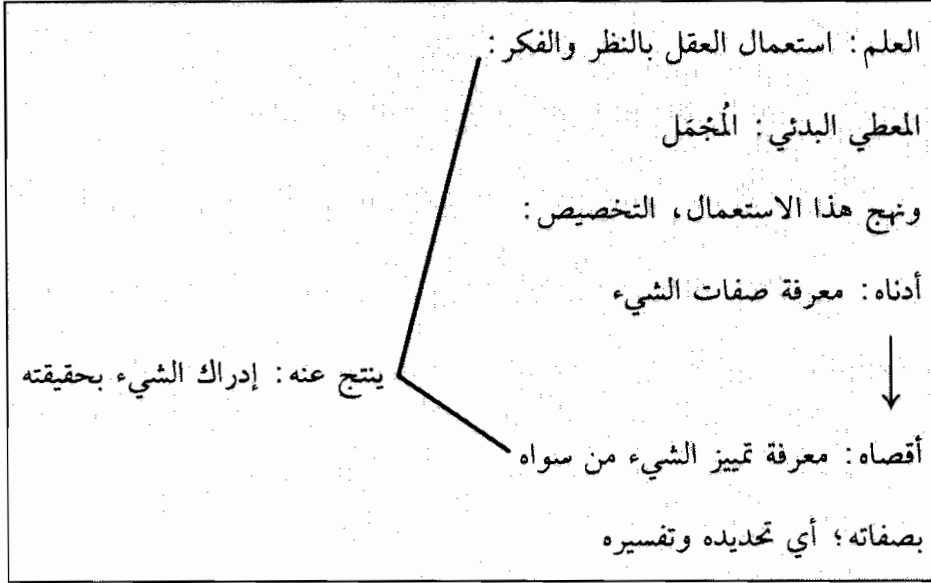 العلم: استعمال العقل بالنظر والفكر:
المعطي البدئي: المُجْمَل
ونهج هذا الاستعمال، التخصيص:
أدناه: معرفة صفات الشيء
ينتج عنه: إدراك الشيء بحقيقته
أقصاه: معرفة تمييز الشيء من سواه
بصفاته؛ أي تحديده وتفسيره